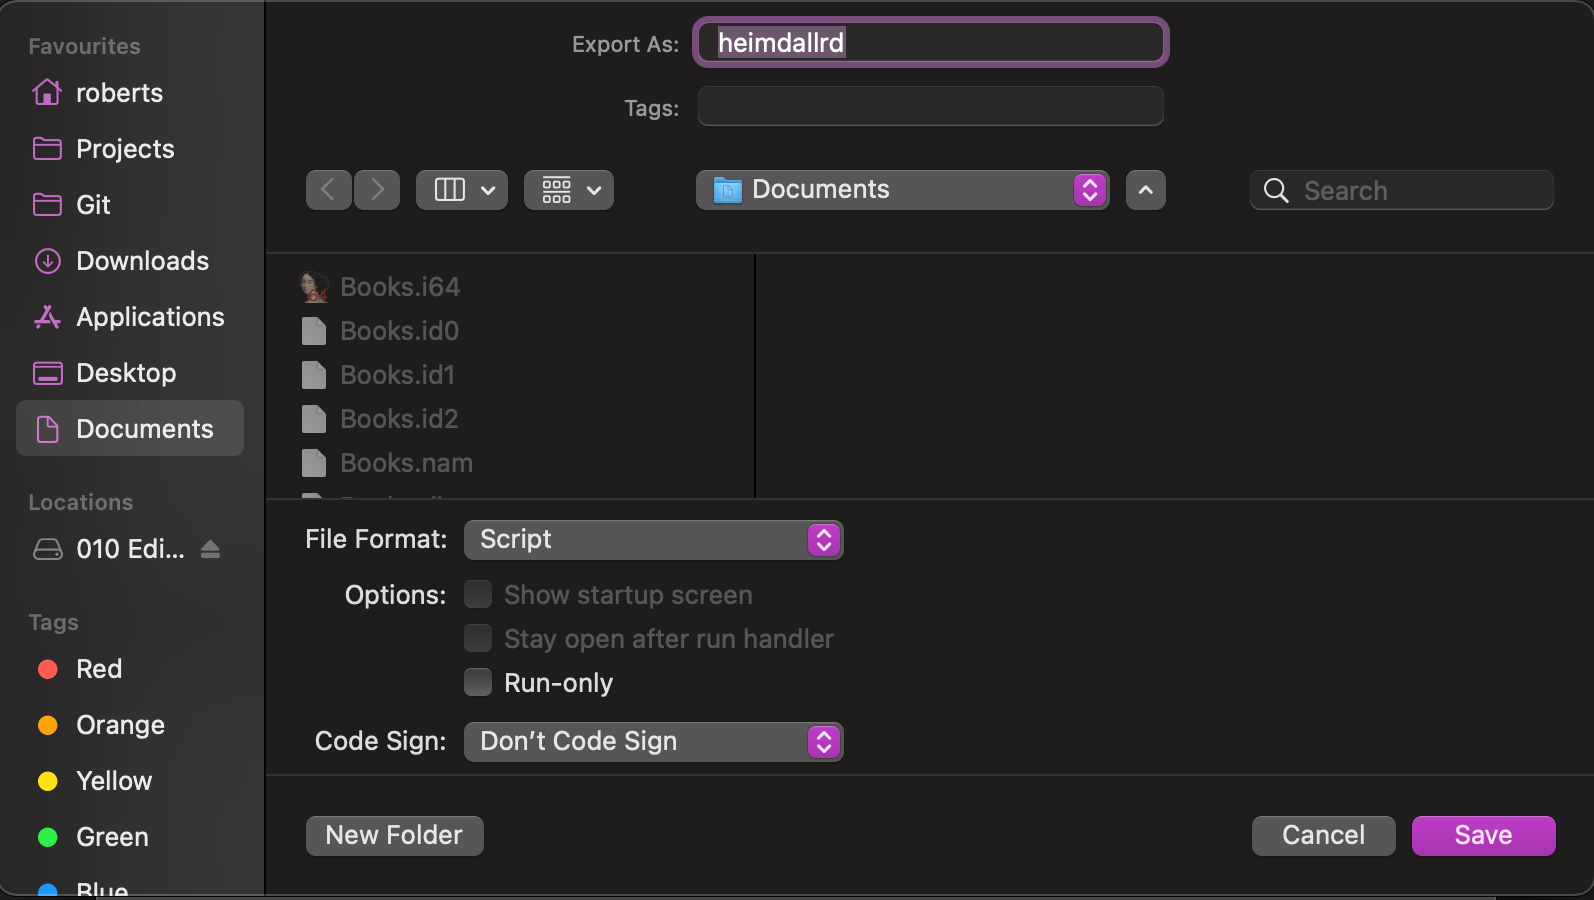 Favourites
roberts
Projects
Git
Downloads
Applications
Desktop
Documents
Locations
010 Edi...
Tags
Red
Orange
Yellow
Green
Blue
Export As: heimdallrd
Tags:
Documents
Search
Books.i64
Books.id0
Books.id1
Books.id2
Books.nam
File Format: Script
Options: Show startup screen
Stay open after run handler
Run-only
Code Sign: Don’t Code Sign
New Folder
Cancel
Save